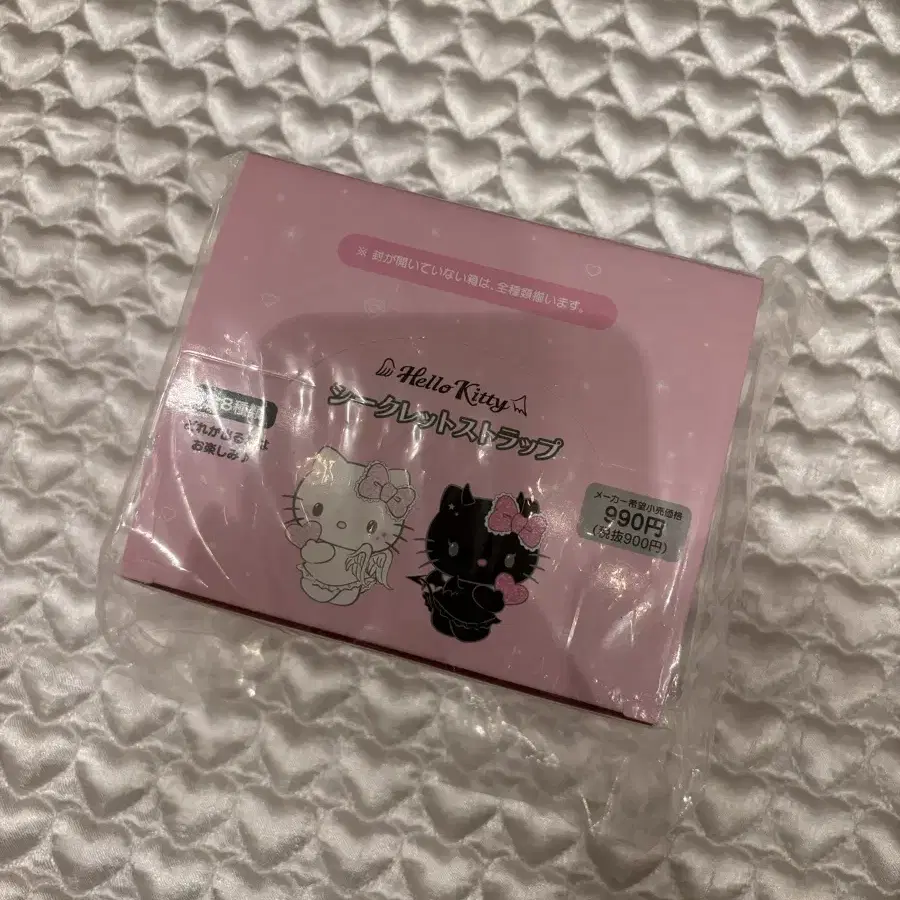 ※ 封が開いていない箱は、全種類揃います。
Hello Kitty
シークレットストラップ
全8種類
どれが出るかは
お楽しみ♪
メーカー希望小売価格
990円
(税抜900円)